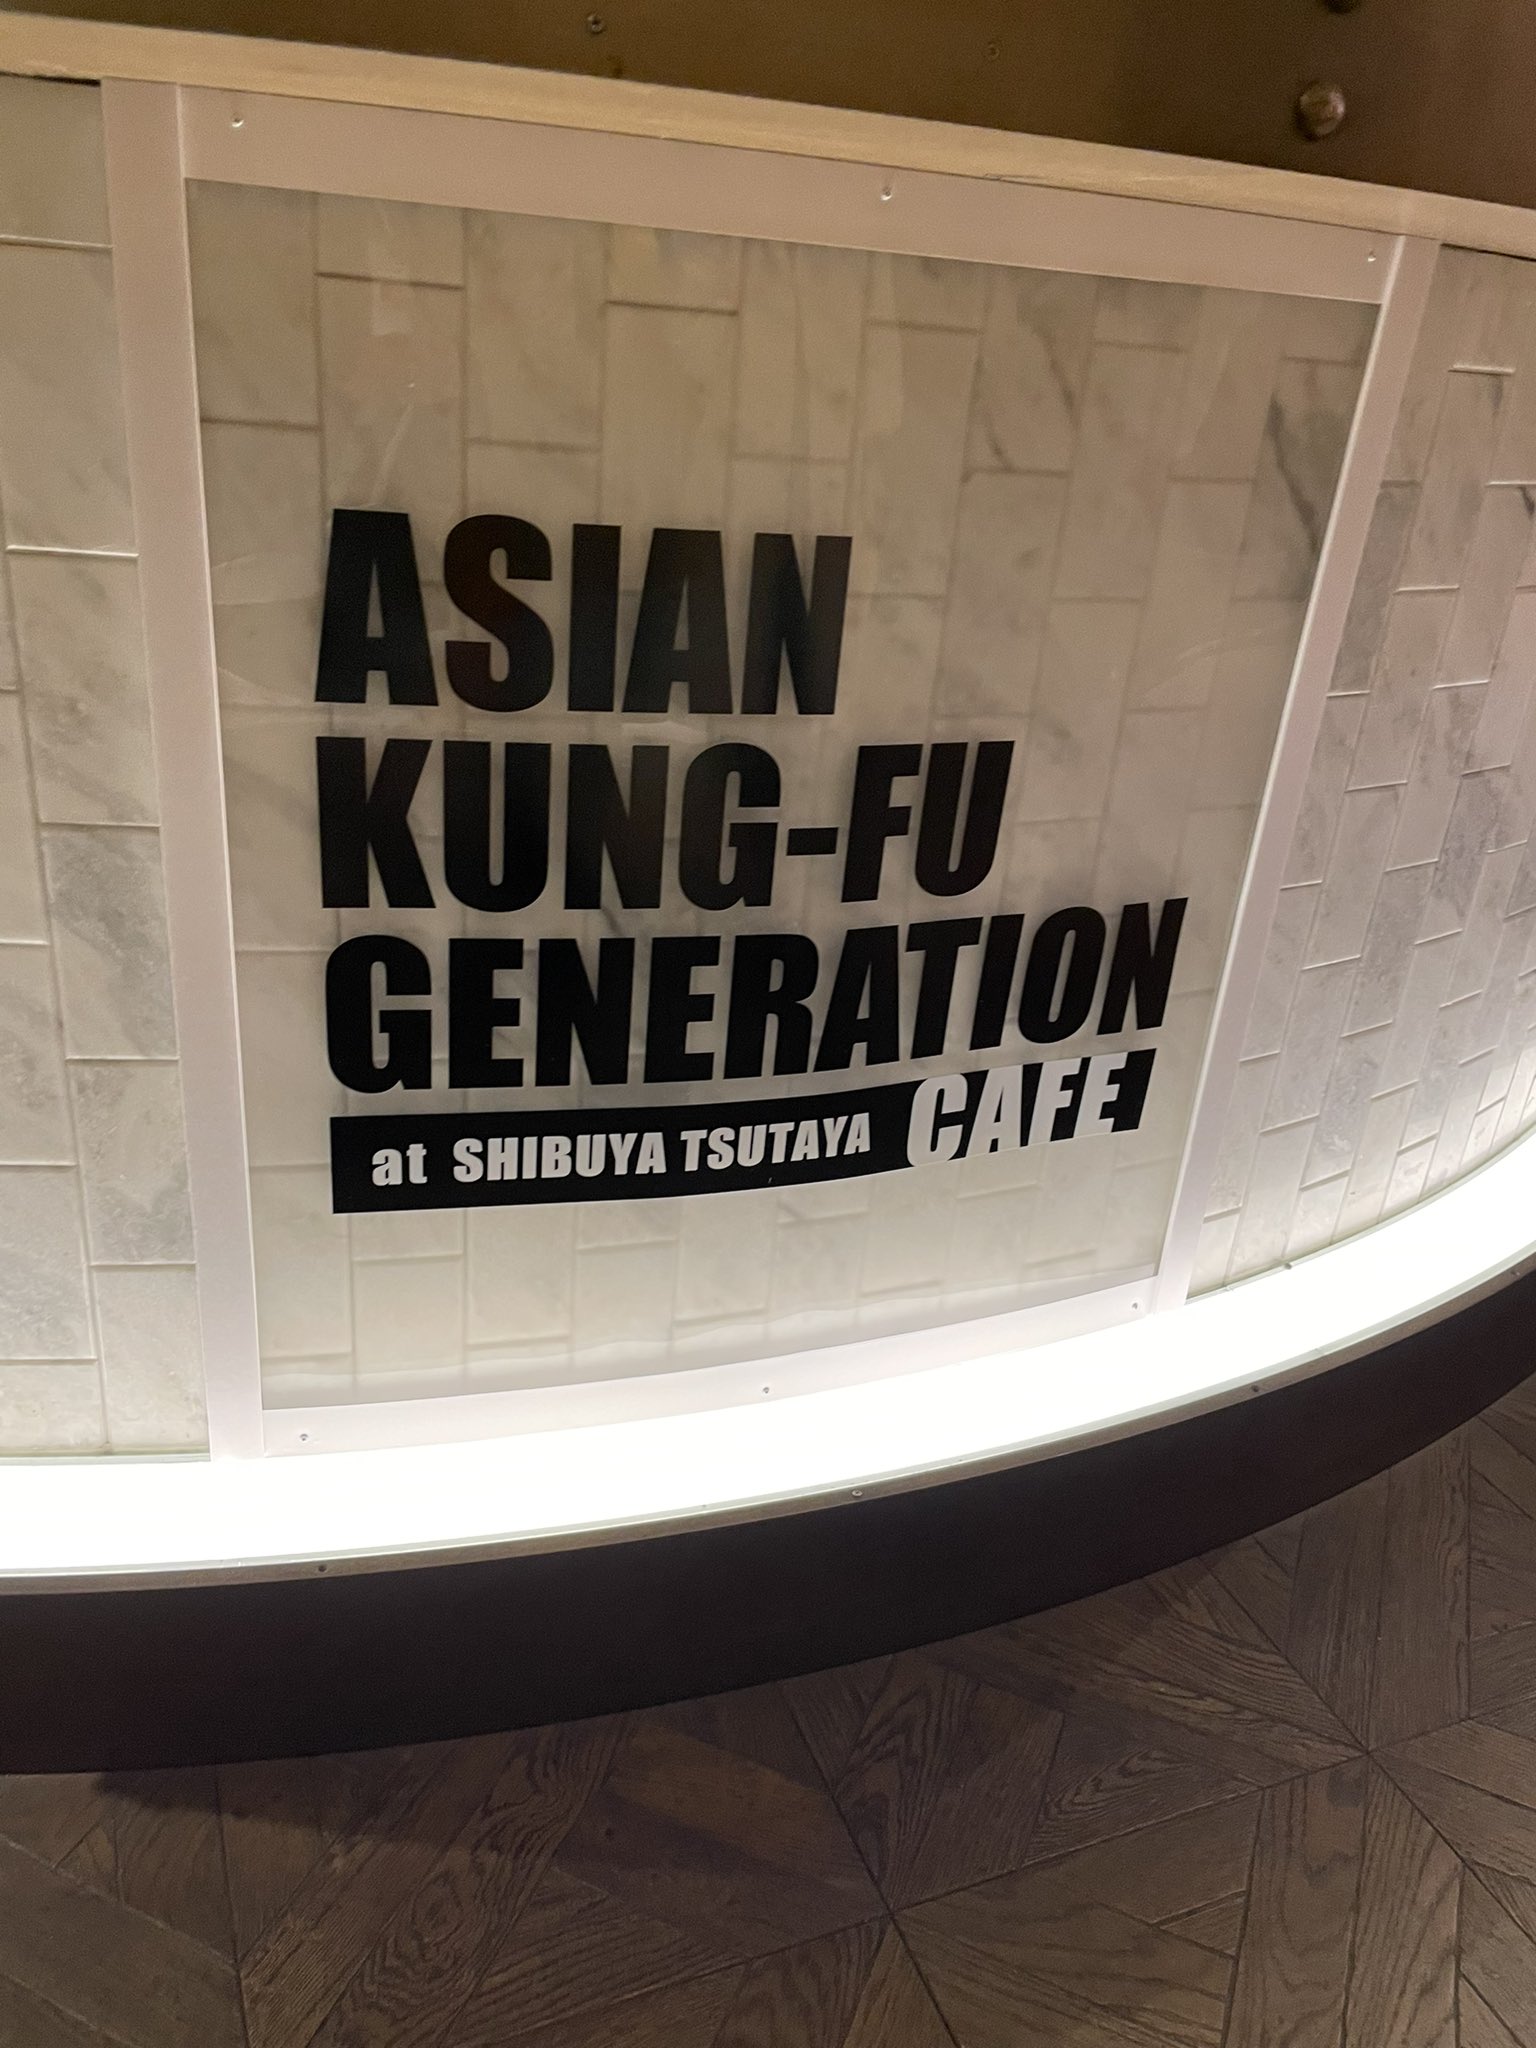 ASIAN
KUNG-FU
GENERATION
at SHIBUYA TSUTAYA CAFE